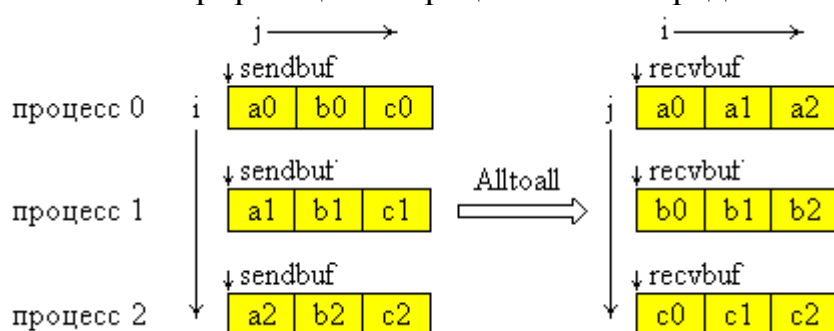 j i
sendbuf recvbuf
процесс 0 i a0 b0 c0 j a0 a1 a2
sendbuf Alltoall recvbuf
процесс 1 a1 b1 c1 b0 b1 b2
sendbuf recvbuf
процесс 2 a2 b2 c2 c0 c1 c2